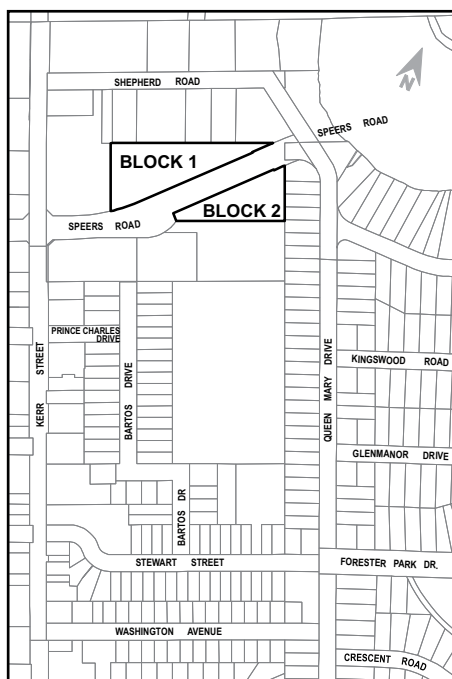 SHEPHERD ROAD
N
SPEERS ROAD
BLOCK 1
BLOCK 2
SPEERS ROAD
PRINCE CHARLES
DRIVE
KERR STREET
BARTOS DRIVE
QUEEN MARY DRIVE
KINGSWOOD ROAD
GLENMANOR DRIVE
BARTOS DR
STEWART STREET
FORESTER PARK DR.
WASHINGTON AVENUE
CRESCENT ROAD